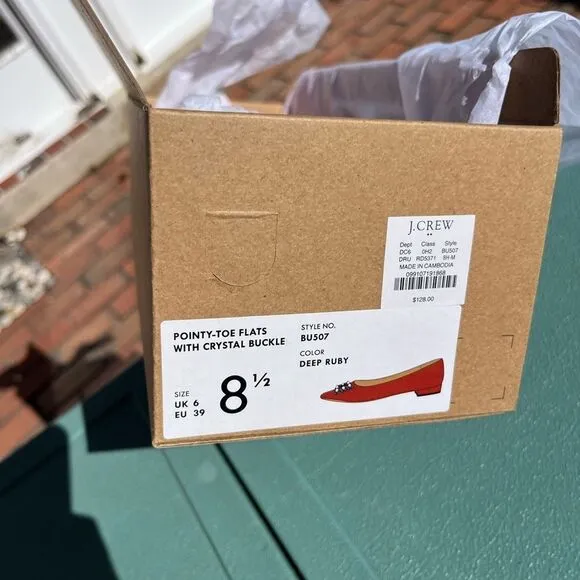 J.CREW
Dept Class Style
DC6 0H2 BU507
DRU RD5371 8H-M
MADE IN CAMBODIA
099107191868
$128.00
POINTY-TOE FLATS
WITH CRYSTAL BUCKLE
STYLE NO.
BU507
COLOR
DEEP RUBY
SIZE
UK 6
EU 39
8 ½